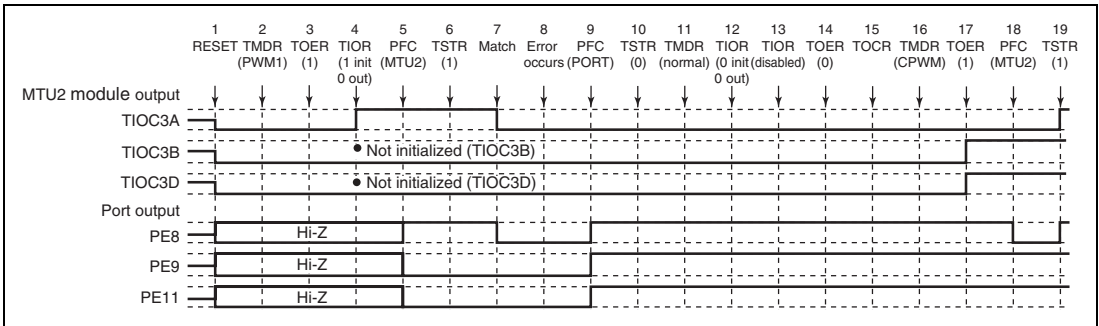 1 2 3 4 5 6 7 8 9 10 11 12 13 14 15 16 17 18 19
RESET TMDR TOER TIOR PFC TSTR Match Error PFC TSTR TMDR TIOR TIOR TOER TOCR TMDR TOER PFC TSTR
(PWM1) (1) (1 init (MTU2) (1) occurs (PORT) (0) (normal) (0 init (disabled) (0) (CPWM) (1) (MTU2) (1)
0 out) 0 out)
MTU2 module output
TIOC3A
TIOC3B • Not initialized (TIOC3B)
TIOC3D • Not initialized (TIOC3D)
Port output
PE8 Hi-Z
PE9 Hi-Z
PE11 Hi-Z